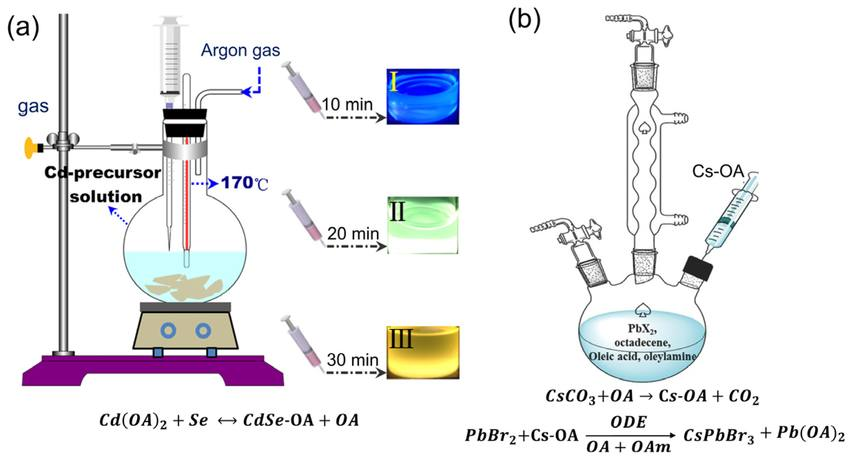 (a)
Argon gas
gas
Cd-precursor
solution
170℃
10 min
I
20 min
II
30 min
III
Cd(OA)₂ + Se ↔ CdSe-OA + OA
(b)
Cs-OA
PbX₂,
octadecene,
Oleic acid, oleylamine
CsCO₃+OA → Cs-OA + CO₂
ODE
PbBr₂+Cs-OA → CsPbBr₃ + Pb(OA)₂
OA + OAm